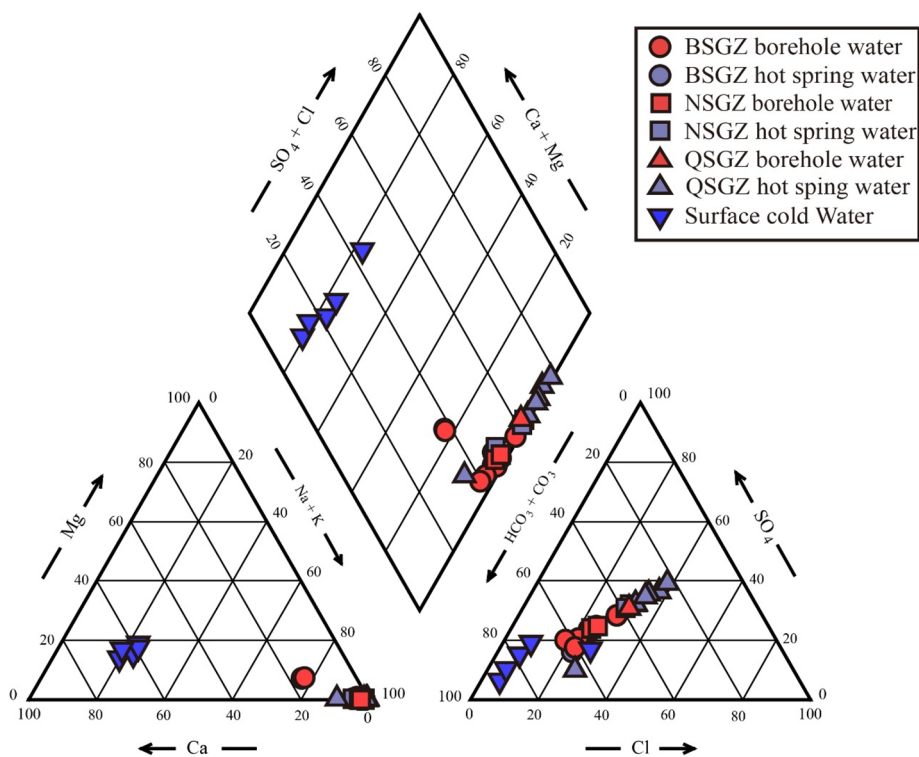 BSGZ borehole water
BSGZ hot spring water
NSGZ borehole water
NSGZ hot spring water
QSGZ borehole water
QSGZ hot sping water
Surface cold Water
SO₄ + Cl
Ca + Mg
80
80
60
60
40
40
20
20
100
0
80
20
60
40
40
60
20
80
0
100
100
80
60
40
20
0
Mg
Na + K
Ca
0
100
20
80
40
60
60
40
80
20
100
0
0
20
40
60
80
100
HCO₃ + CO₃
SO₄
Cl